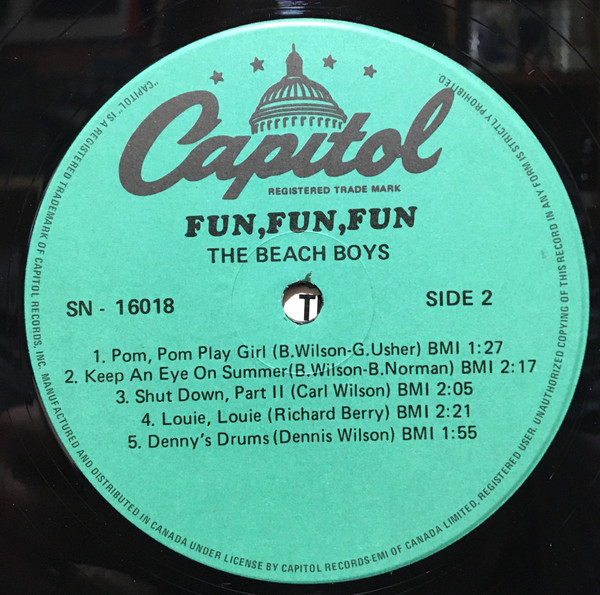 Capitol
REGISTERED TRADE MARK
FUN,FUN,FUN
THE BEACH BOYS
SN - 16018
SIDE 2
T
1. Pom, Pom Play Girl (B.Wilson-G.Usher) BMI 1:27
2. Keep An Eye On Summer(B.Wilson-B.Norman) BMI 2:17
3. Shut Down, Part II (Carl Wilson) BMI 2:05
4. Louie, Louie (Richard Berry) BMI 2:21
5. Denny's Drums (Dennis Wilson) BMI 1:55
"CAPITOL" IS A REGISTERED TRADEMARK OF CAPITOL RECORDS, INC. MANUFACTURED AND DISTRIBUTED IN CANADA UNDER LICENSE BY CAPITOL RECORDS-EMI OF CANADA LIMITED, REGISTERED USER. UNAUTHORIZED COPYING OF THIS RECORD IN ANY FORM IS STRICTLY PROHIBITED.